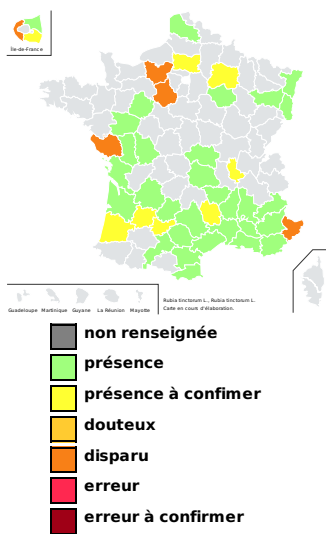 Île-de-France
Guadeloupe Martinique Guyane La Réunion Mayotte
Rubia tinctorum L., Rubia tinctorum L.
Carte en cours d'élaboration.
non renseignée
présence
présence à confimer
douteux
disparu
erreur
erreur à confirmer